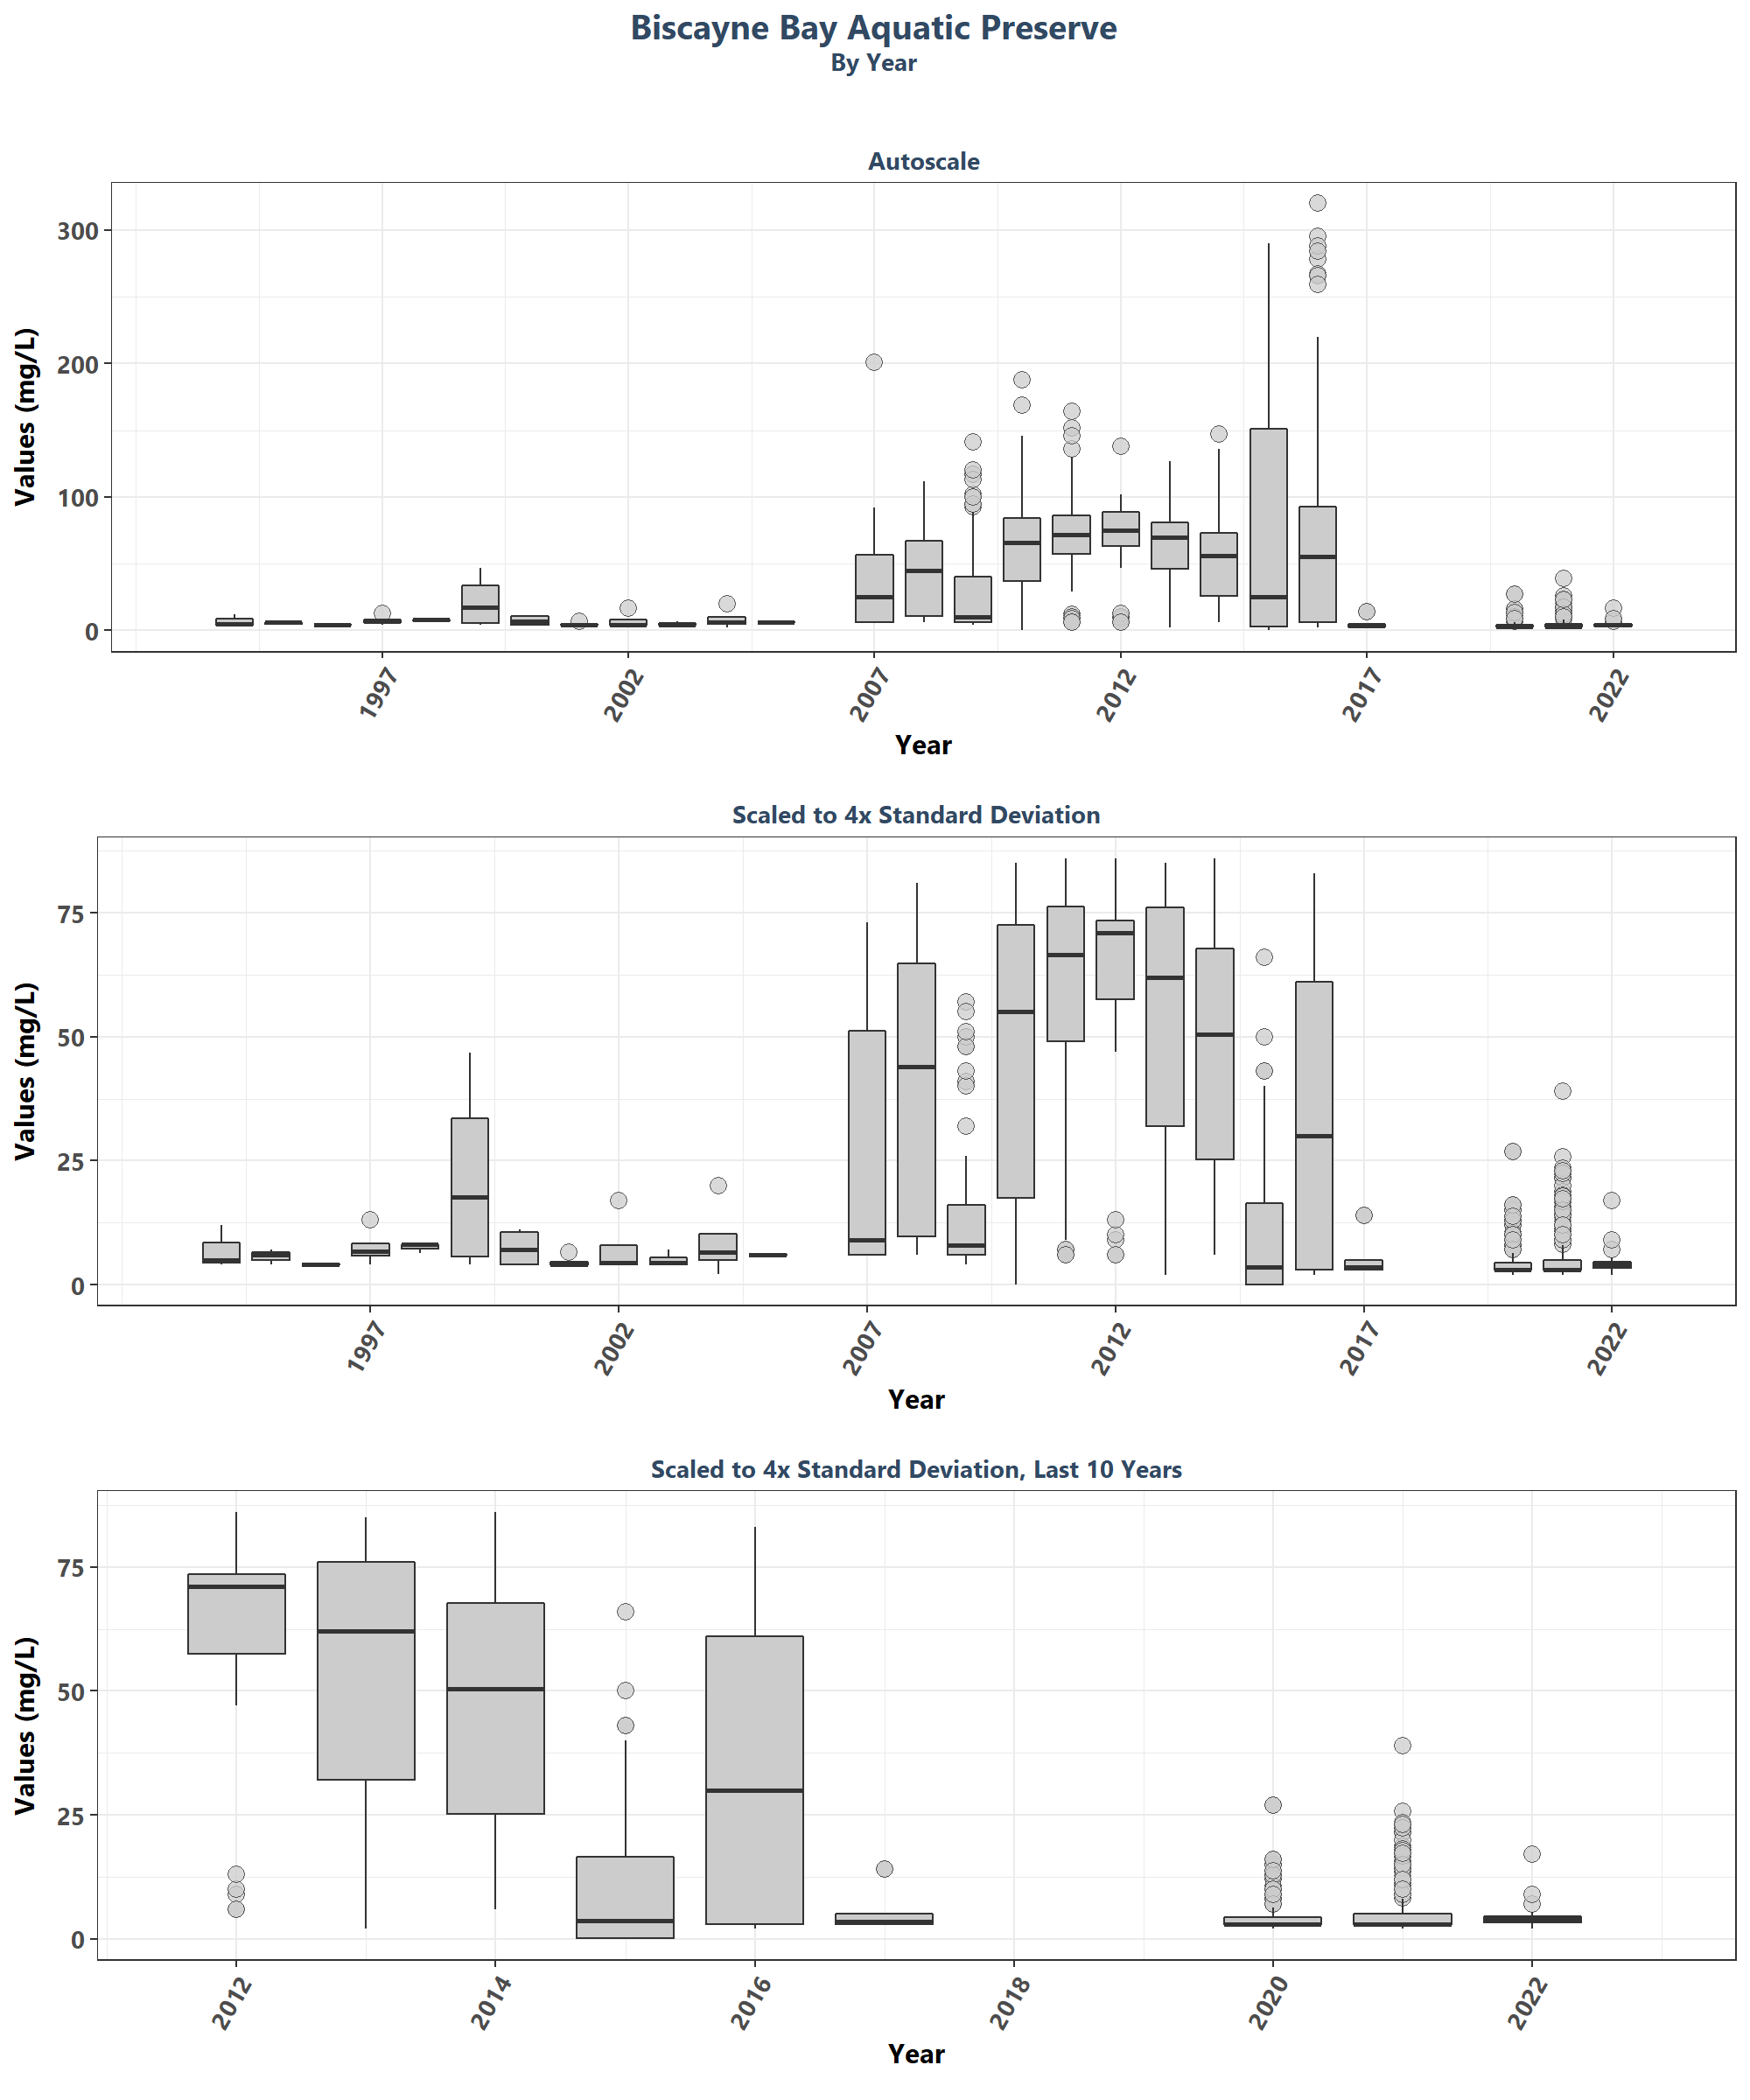 Biscayne Bay Aquatic Preserve
By Year
Autoscale
Values (mg/L)
300
200
100
0
1997
2002
2007
2012
2017
2022
Year
Scaled to 4x Standard Deviation
Values (mg/L)
75
50
25
0
1997
2002
2007
2012
2017
2022
Year
Scaled to 4x Standard Deviation, Last 10 Years
Values (mg/L)
75
50
25
0
2012
2014
2016
2018
2020
2022
Year